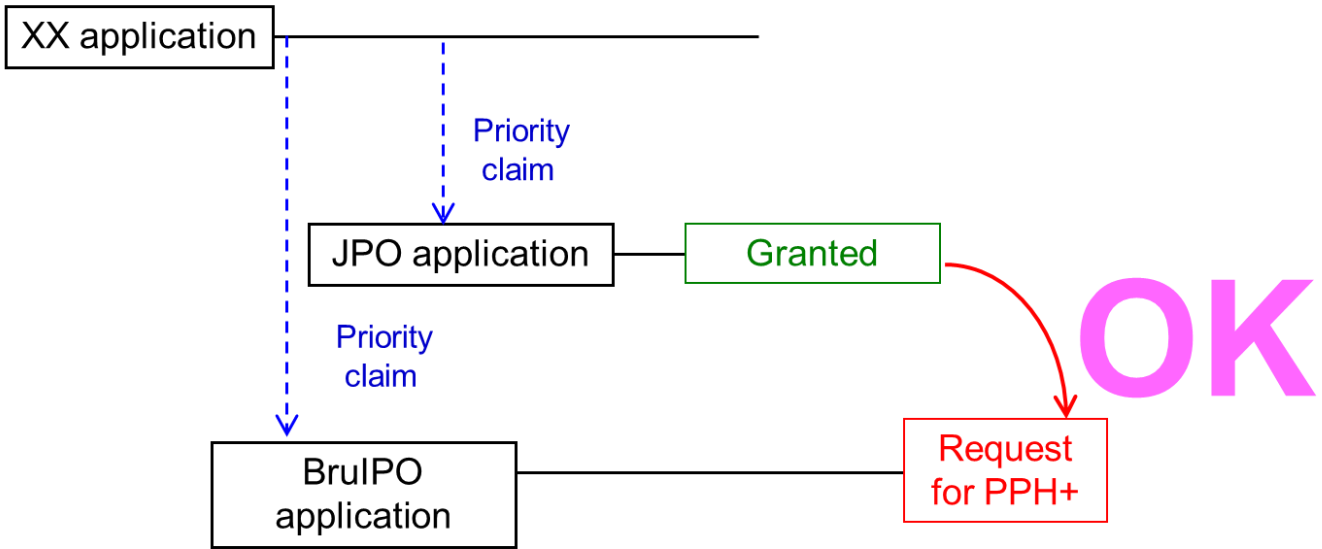 XX application
Priority
claim
JPO application
Granted
OK
Priority
claim
BruIPO
application
Request
for PPH+